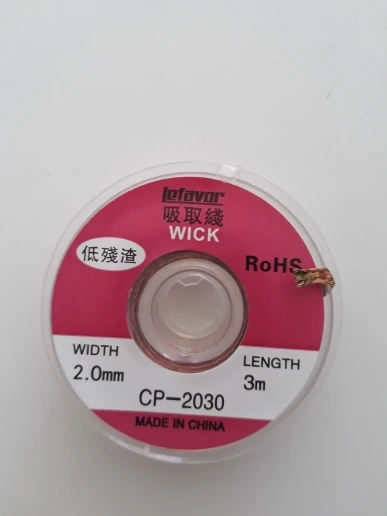 lefavor
吸取綫
WICK
低殘渣
RoHS
WIDTH
2.0mm
LENGTH
3m
CP-2030
MADE IN CHINA